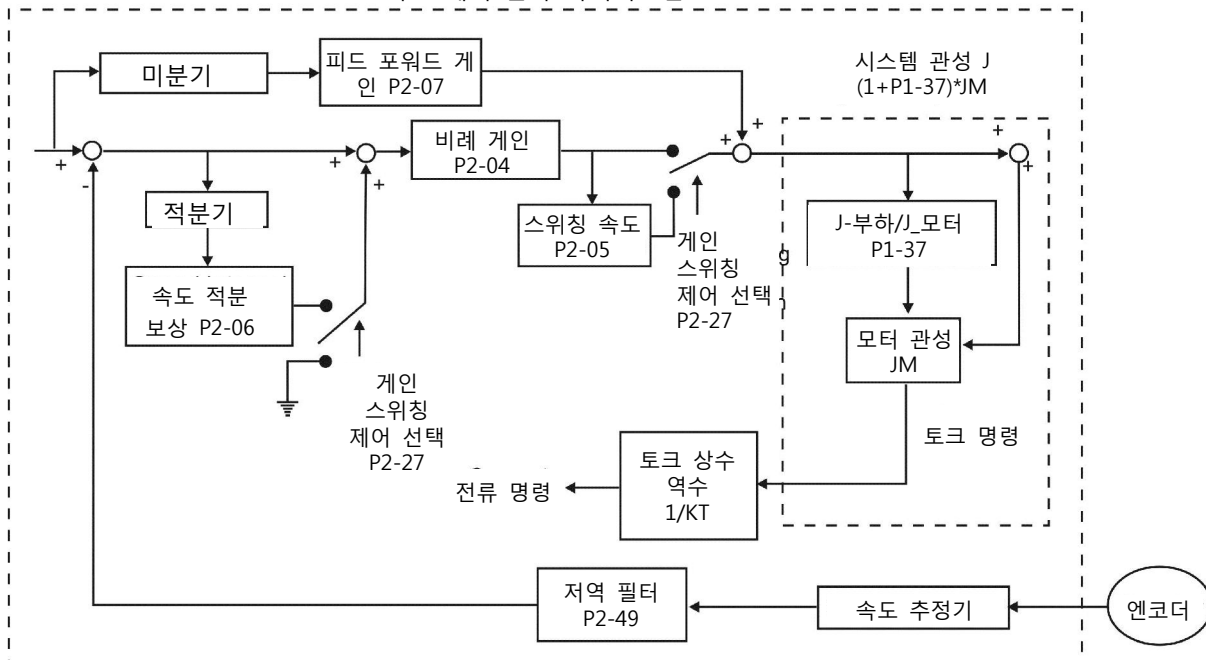 미분기
피드 포워드 게
인 P2-07
시스템 관성 J
(1+P1-37)*JM
+
+
비례 게인
P2-04
+
+
+
-
+
+
+
적분기
스위칭 속도
P2-05
게인
스위칭
제어 선택
P2-27
g
J-부하/J_모터
P1-37
속도 적분
보상 P2-06
모터 관성
JM
게인
스위칭
제어 선택
P2-27
토크 명령
토크 상수
역수
1/KT
전류 명령
저역 필터
P2-49
속도 추정기
엔코더